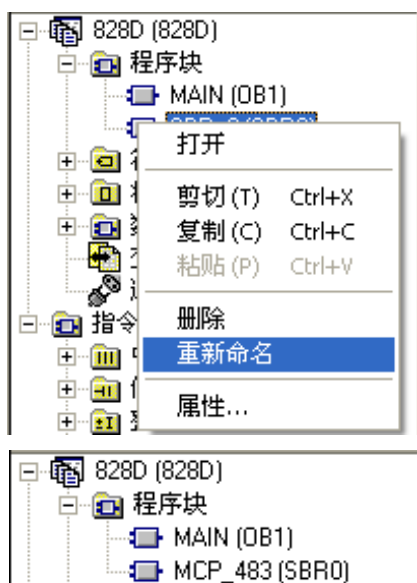 828D (828D)
程序块
MAIN (OB1)
打开
剪切(T) Ctrl+X
复制(C) Ctrl+C
粘贴(P) Ctrl+V
删除
指令
重新命名
属性...
828D (828D)
程序块
MAIN (OB1)
MCP_483 (SBR0)